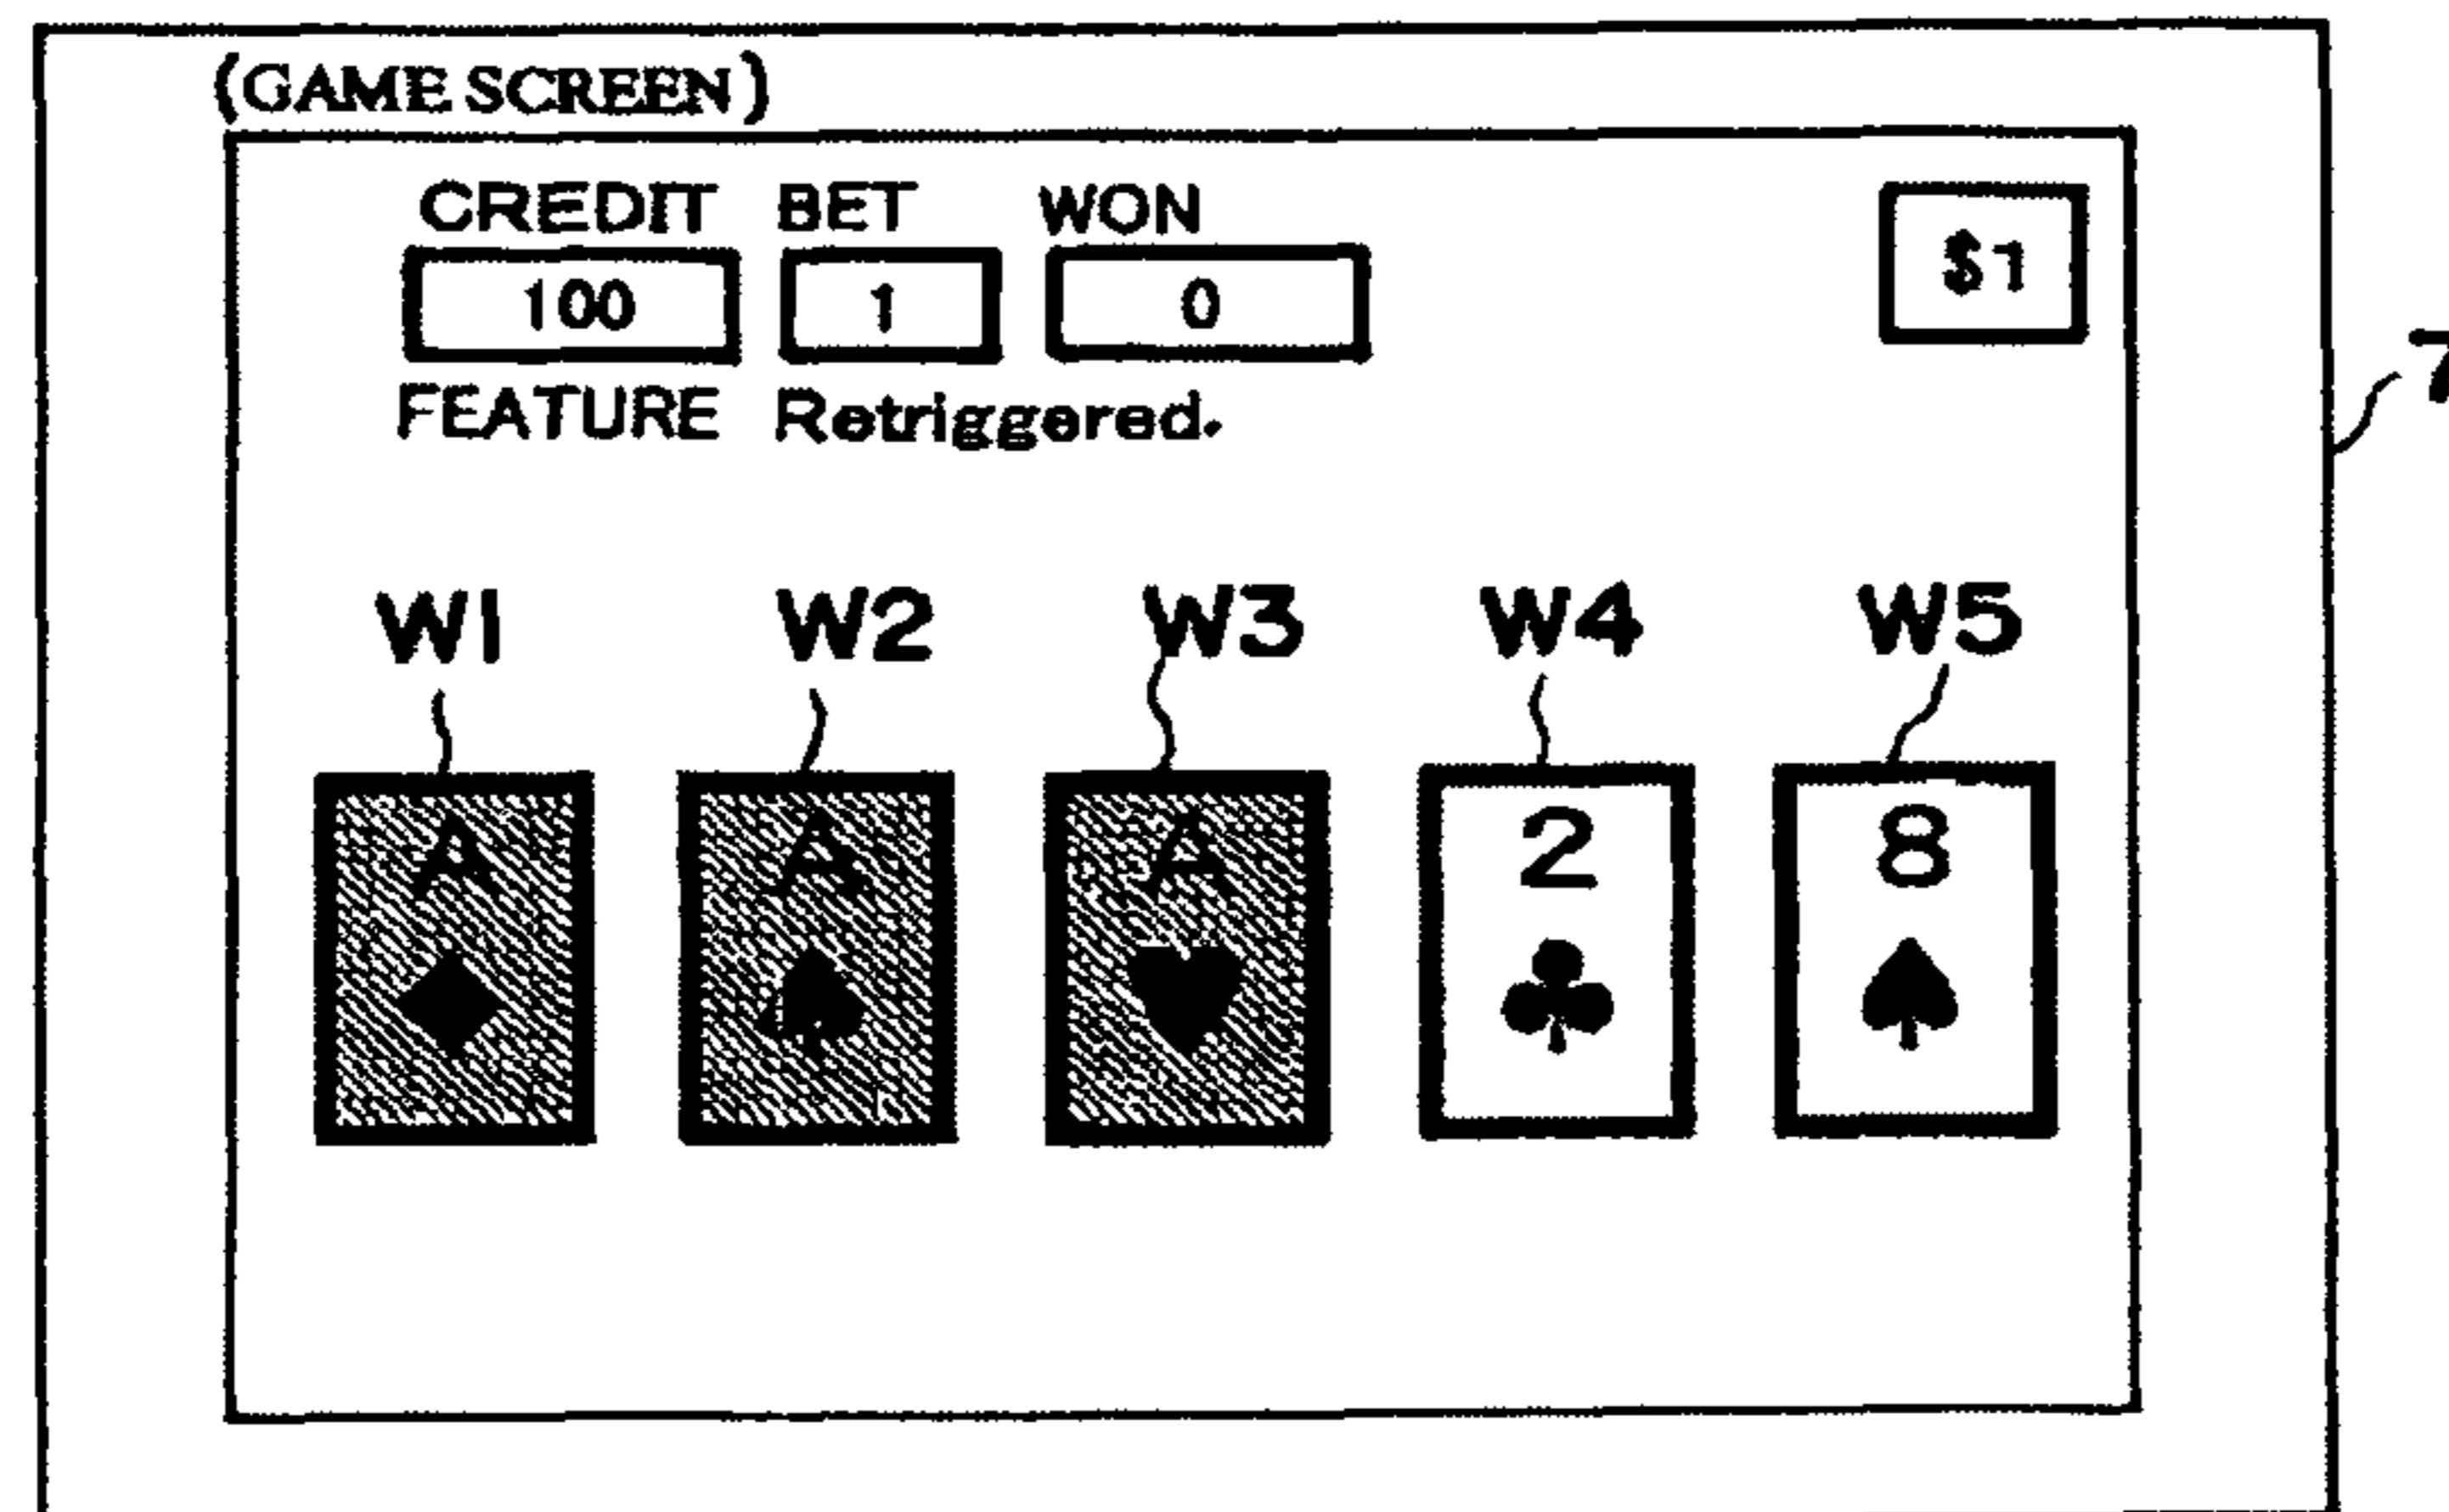 (GAME SCREEN)
CREDIT BET WON
100 1 0 $1
FEATURE Retriggered.
7
W1 W2 W3 W4 W5
A A A 2 8